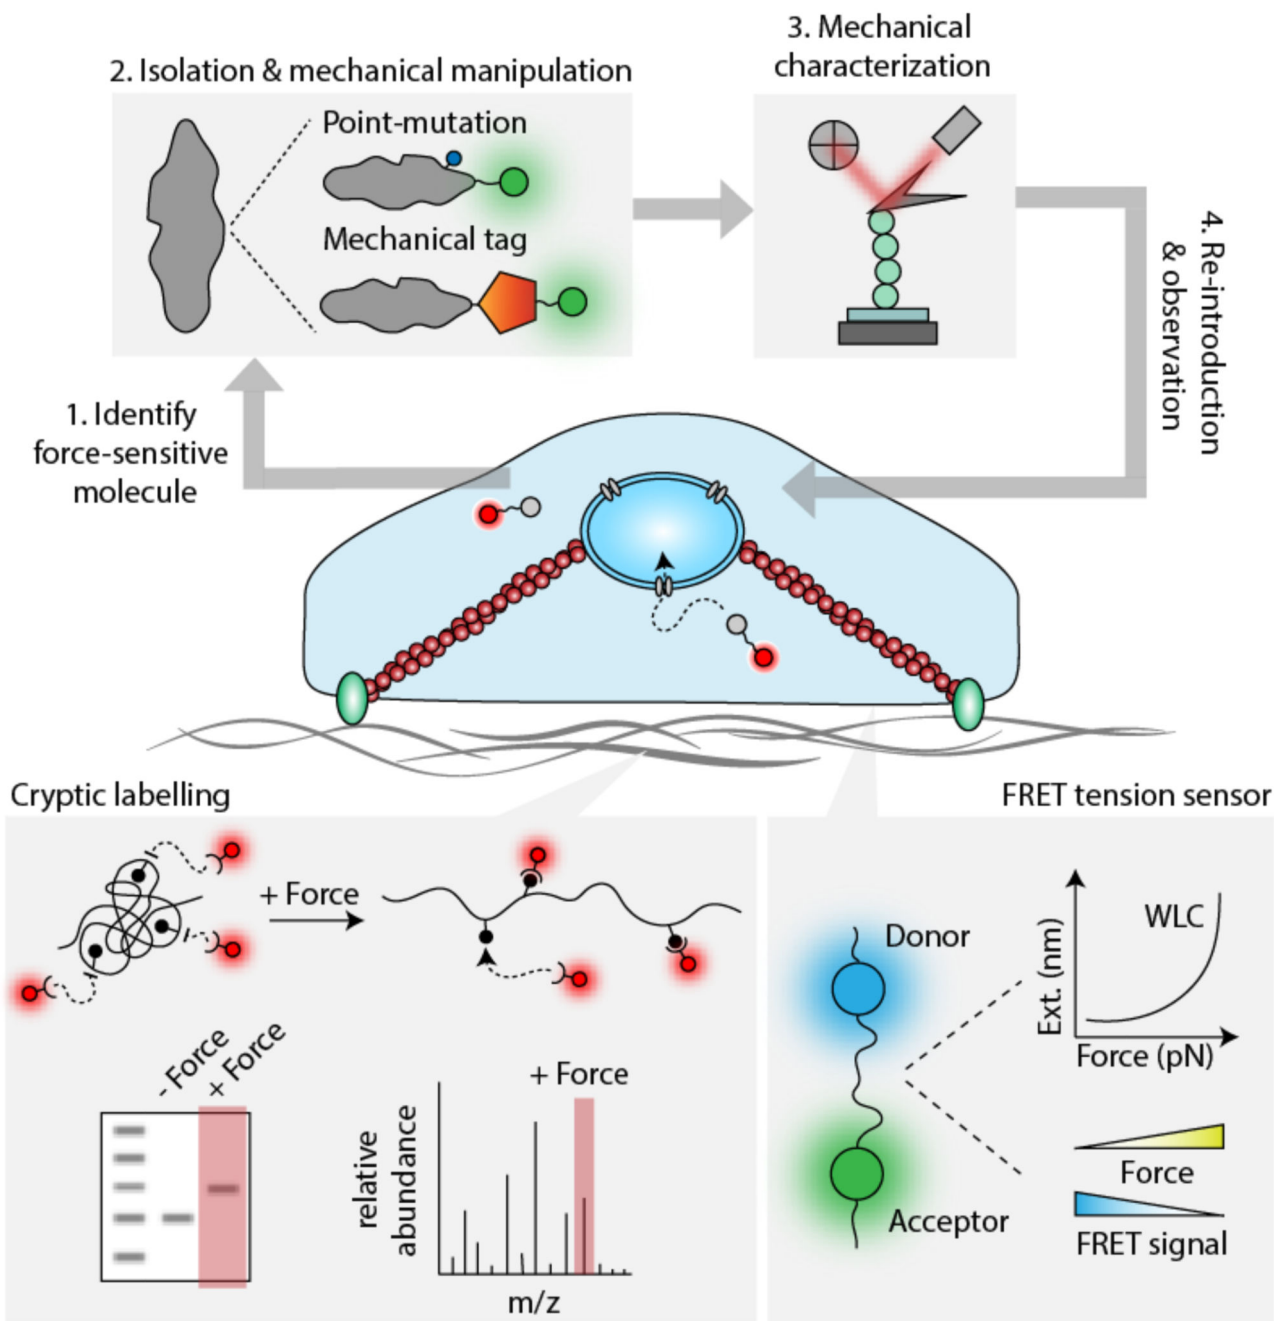 3. Mechanical
characterization
2. Isolation & mechanical manipulation
Point-mutation
Mechanical tag
4. Re-introduction
& observation
1. Identify
force-sensitive
molecule
Cryptic labelling
+ Force
- Force
+ Force
+ Force
relative
abundance
m/z
FRET tension sensor
Donor
Acceptor
WLC
Ext. (nm)
Force (pN)
Force
FRET signal